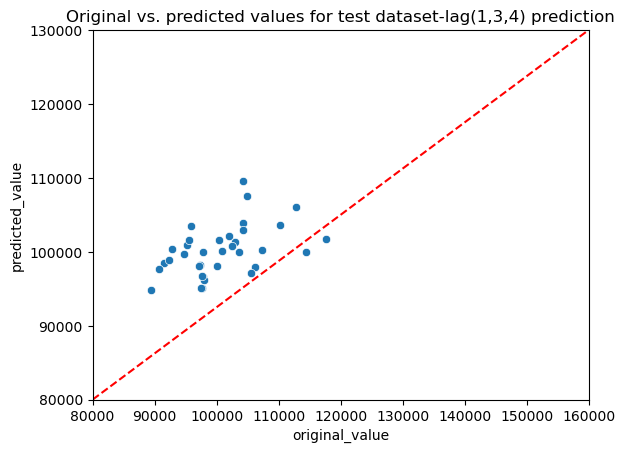 Original vs. predicted values for test dataset-lag(1,3,4) prediction
130000
120000
110000
100000
90000
80000
predicted_value
80000 90000 100000 110000 120000 130000 140000 150000 160000
original_value